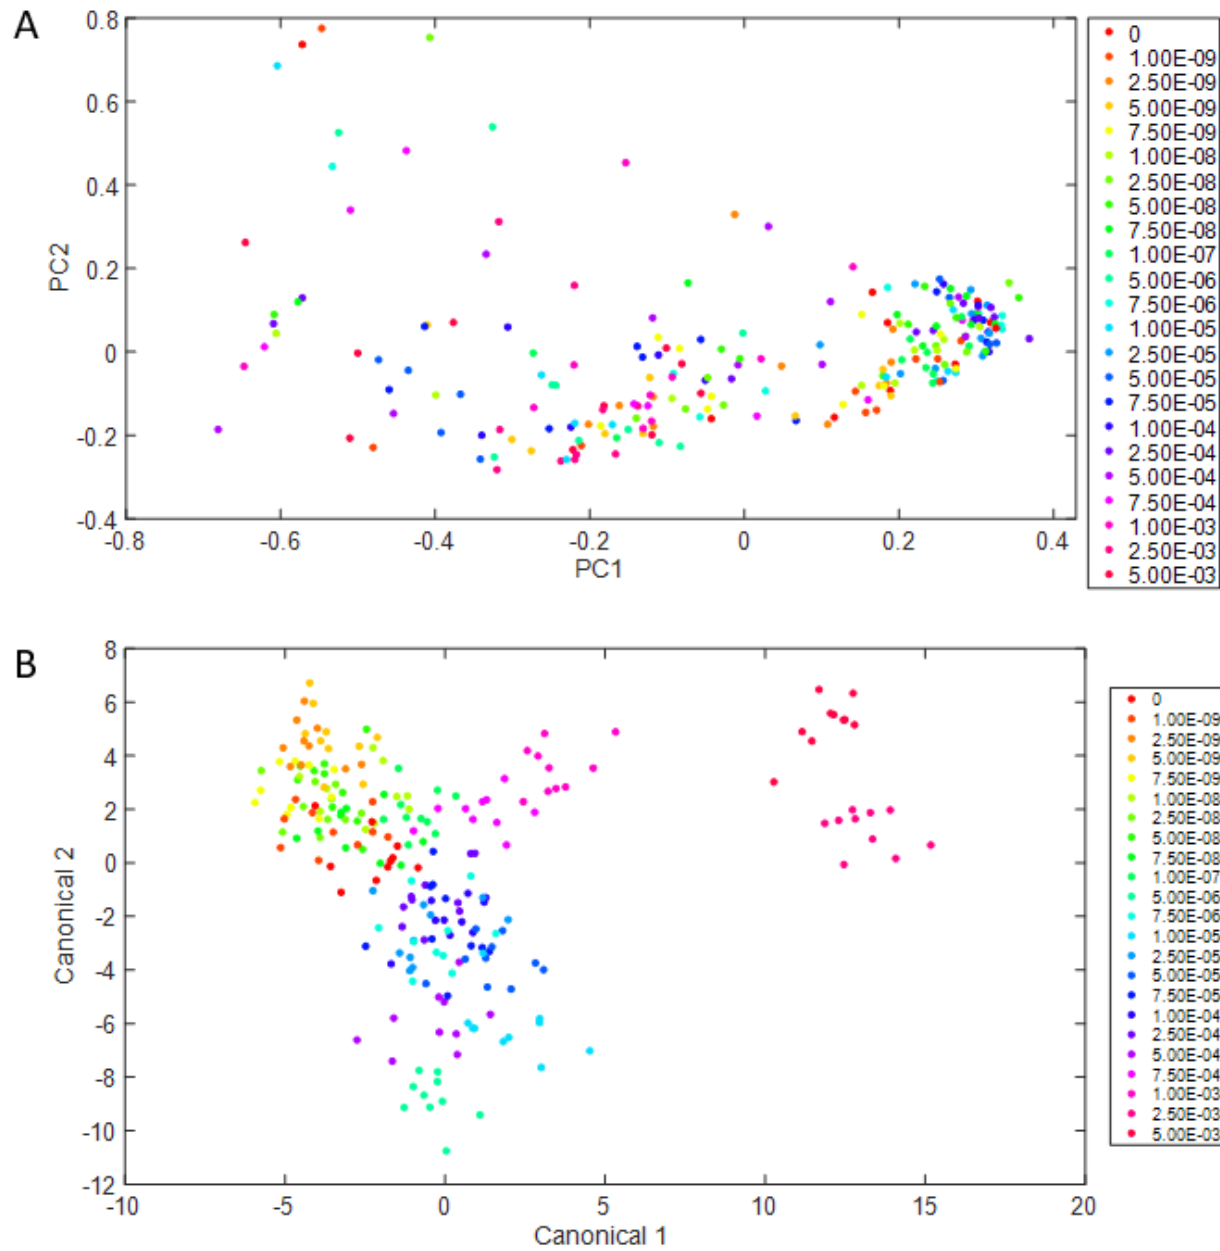 A
0.8
0.6
0.4
0.2
0
-0.2
-0.4
PC2
-0.8
-0.6
-0.4
-0.2
0
0.2
0.4
PC1
0
1.00E-09
2.50E-09
5.00E-09
7.50E-09
1.00E-08
2.50E-08
5.00E-08
7.50E-08
1.00E-07
5.00E-06
7.50E-06
1.00E-05
2.50E-05
5.00E-05
7.50E-05
1.00E-04
2.50E-04
5.00E-04
7.50E-04
1.00E-03
2.50E-03
5.00E-03
B
8
6
4
2
0
-2
-4
-6
-8
-10
-12
Canonical 2
-10
-5
0
5
10
15
20
Canonical 1
0
1.00E-09
2.50E-09
5.00E-09
7.50E-09
1.00E-08
2.50E-08
5.00E-08
7.50E-08
1.00E-07
5.00E-06
7.50E-06
1.00E-05
2.50E-05
5.00E-05
7.50E-05
1.00E-04
2.50E-04
5.00E-04
7.50E-04
1.00E-03
2.50E-03
5.00E-03